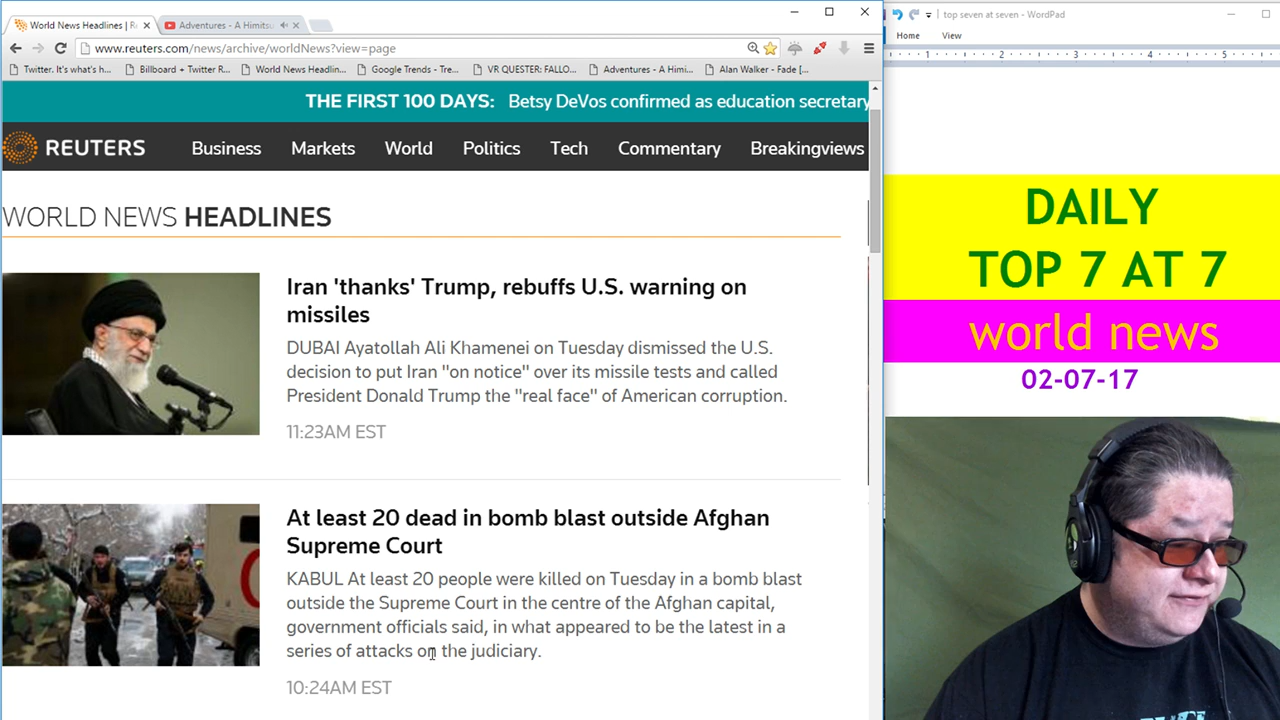 World News Headlines | R
Adventures - A Himitsu
www.reuters.com/news/archive/worldNews?view=page
Twitter. It's what's h...
Billboard + Twitter R...
World News Headlin...
Google Trends - Tre...
VR QUESTER: FALLO...
Adventures - A Himi...
Alan Walker - Fade [...
THE FIRST 100 DAYS: Betsy DeVos confirmed as education secretary
REUTERS
Business
Markets
World
Politics
Tech
Commentary
Breakingviews
WORLD NEWS HEADLINES
Iran 'thanks' Trump, rebuffs U.S. warning on
missiles
DUBAI Ayatollah Ali Khamenei on Tuesday dismissed the U.S.
decision to put Iran "on notice" over its missile tests and called
President Donald Trump the "real face" of American corruption.
11:23AM EST
At least 20 dead in bomb blast outside Afghan
Supreme Court
KABUL At least 20 people were killed on Tuesday in a bomb blast
outside the Supreme Court in the centre of the Afghan capital,
government officials said, in what appeared to be the latest in a
series of attacks on the judiciary.
10:24AM EST
top seven at seven - WordPad
Home
View
1 2 3 4 5
DAILY
TOP 7 AT 7
world news
02-07-17